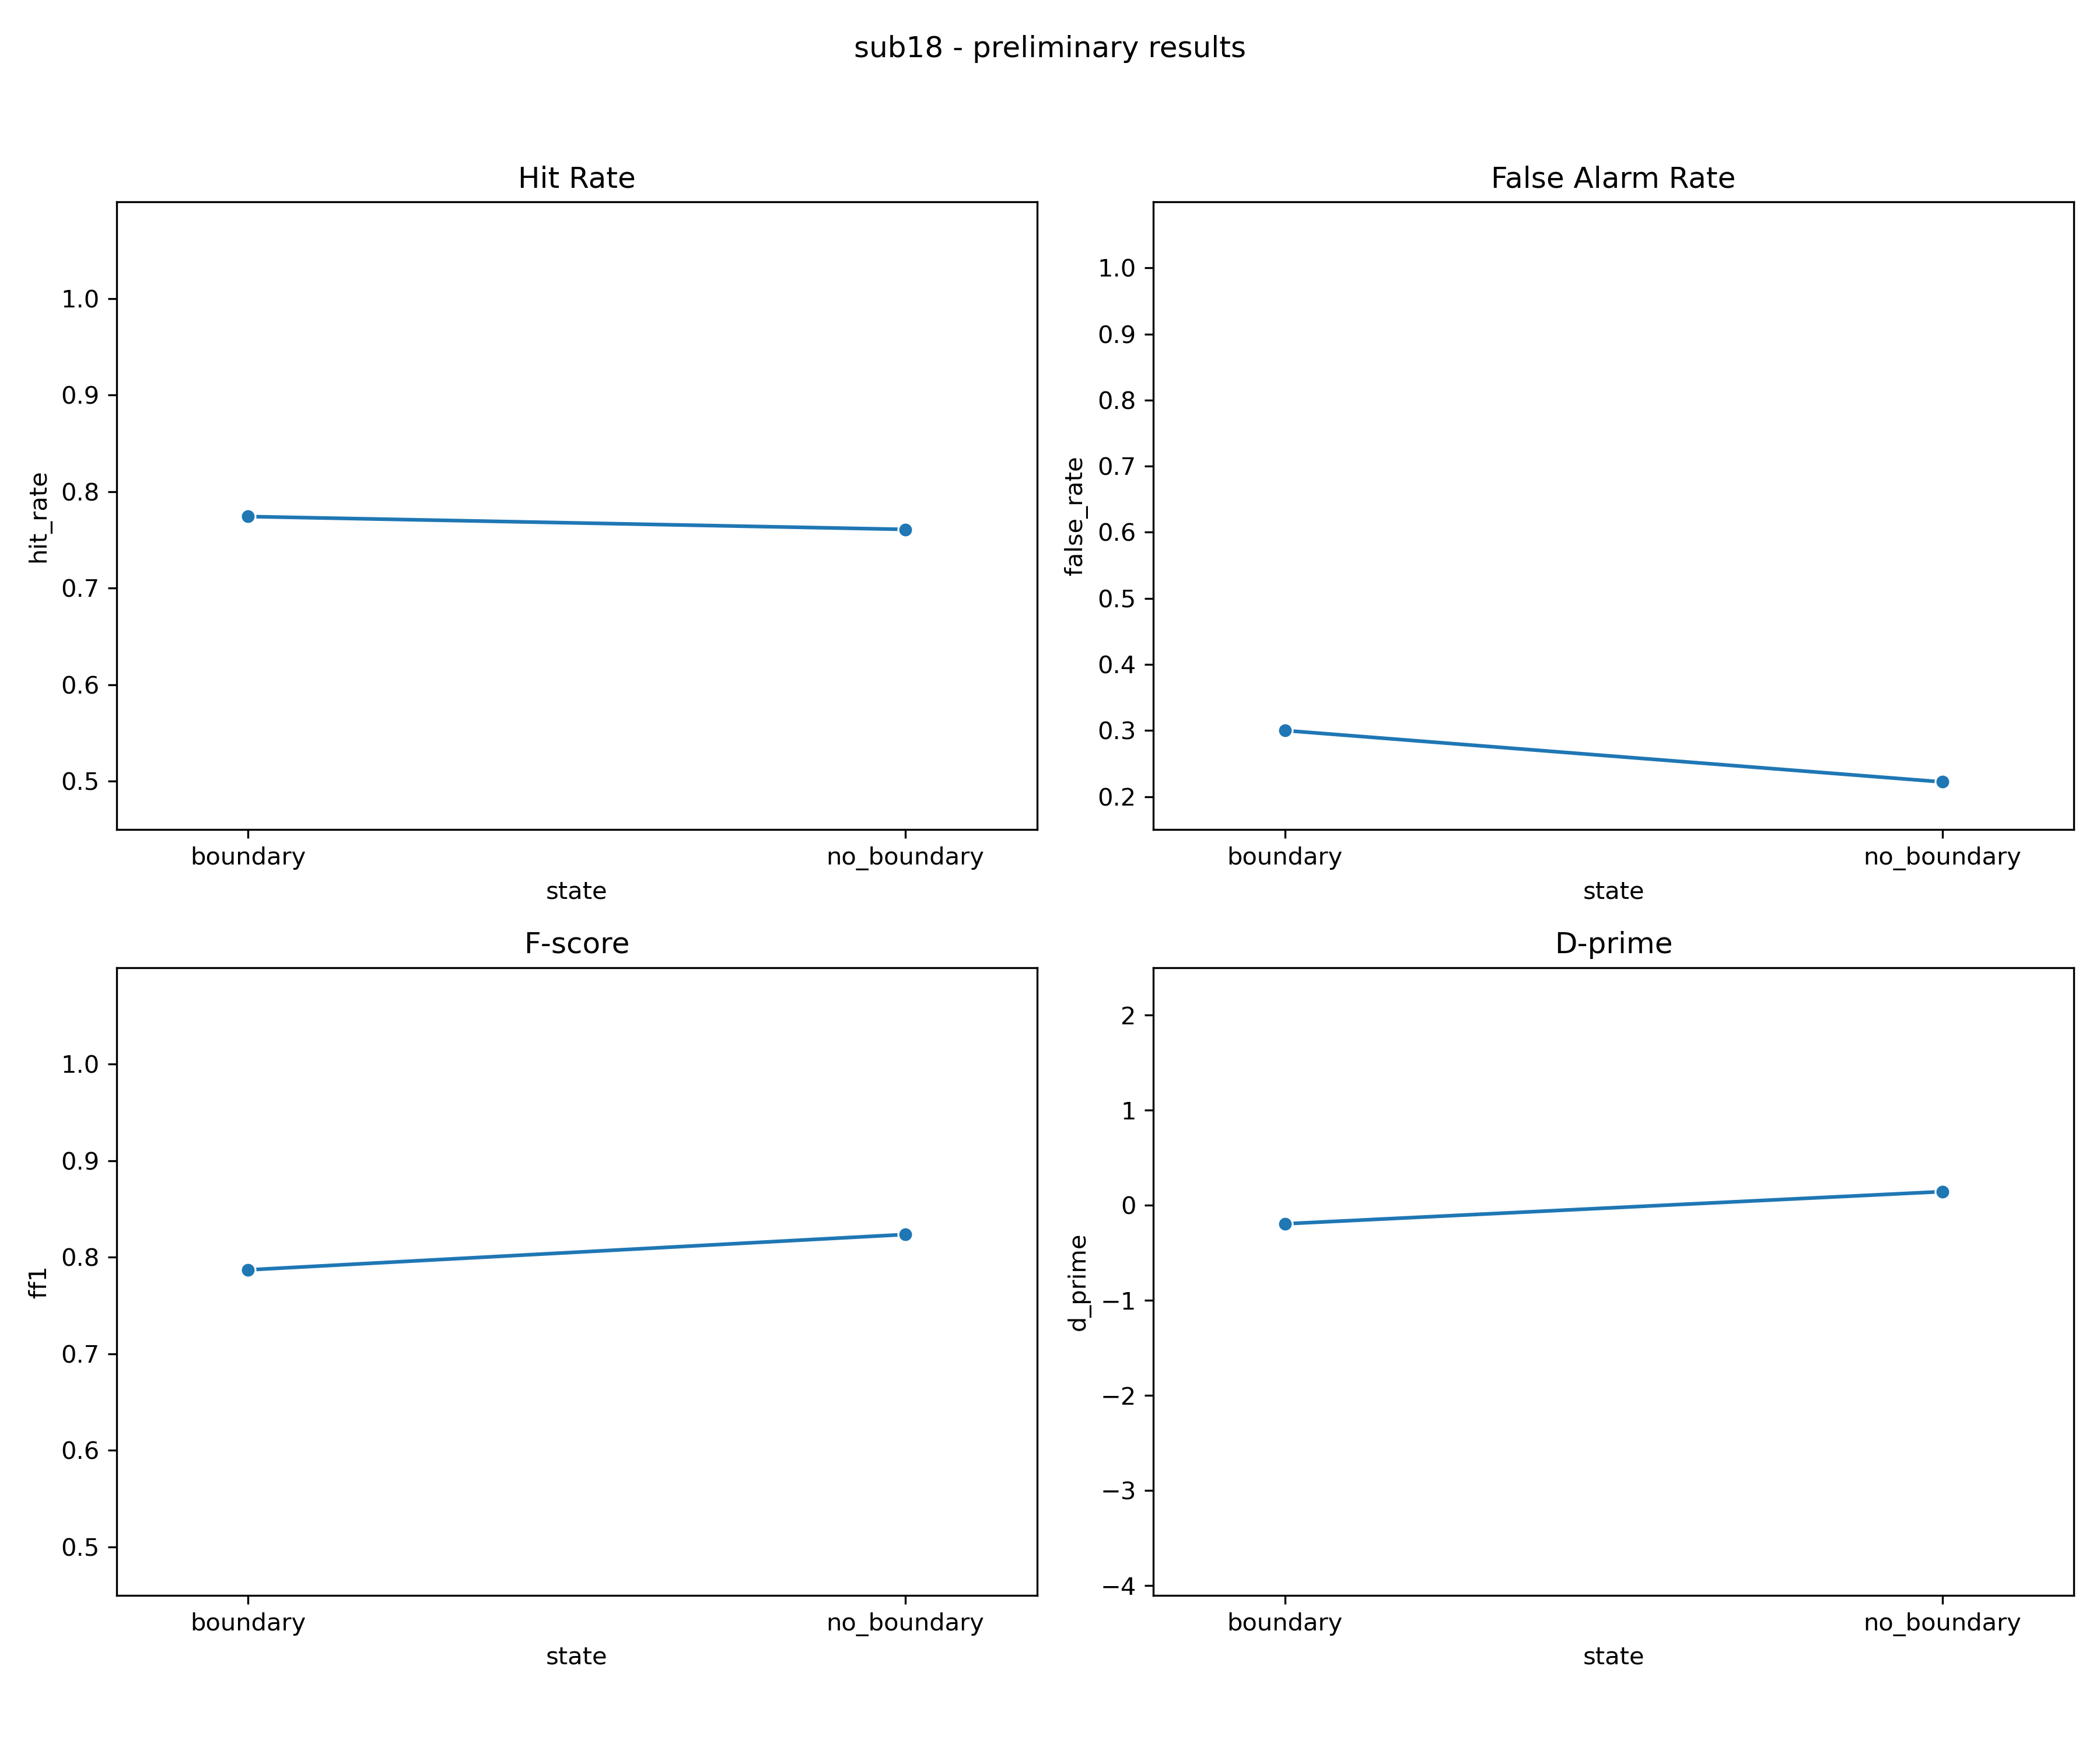 sub18 - preliminary results
Hit Rate
1.0
0.9
0.8
0.7
0.6
0.5
hit_rate
boundary no_boundary
state
False Alarm Rate
1.0
0.9
0.8
0.7
0.6
0.5
0.4
0.3
0.2
false_rate
boundary no_boundary
state
F-score
1.0
0.9
0.8
0.7
0.6
0.5
ff1
boundary no_boundary
state
D-prime
2
1
0
−1
−2
−3
−4
d_prime
boundary no_boundary
state